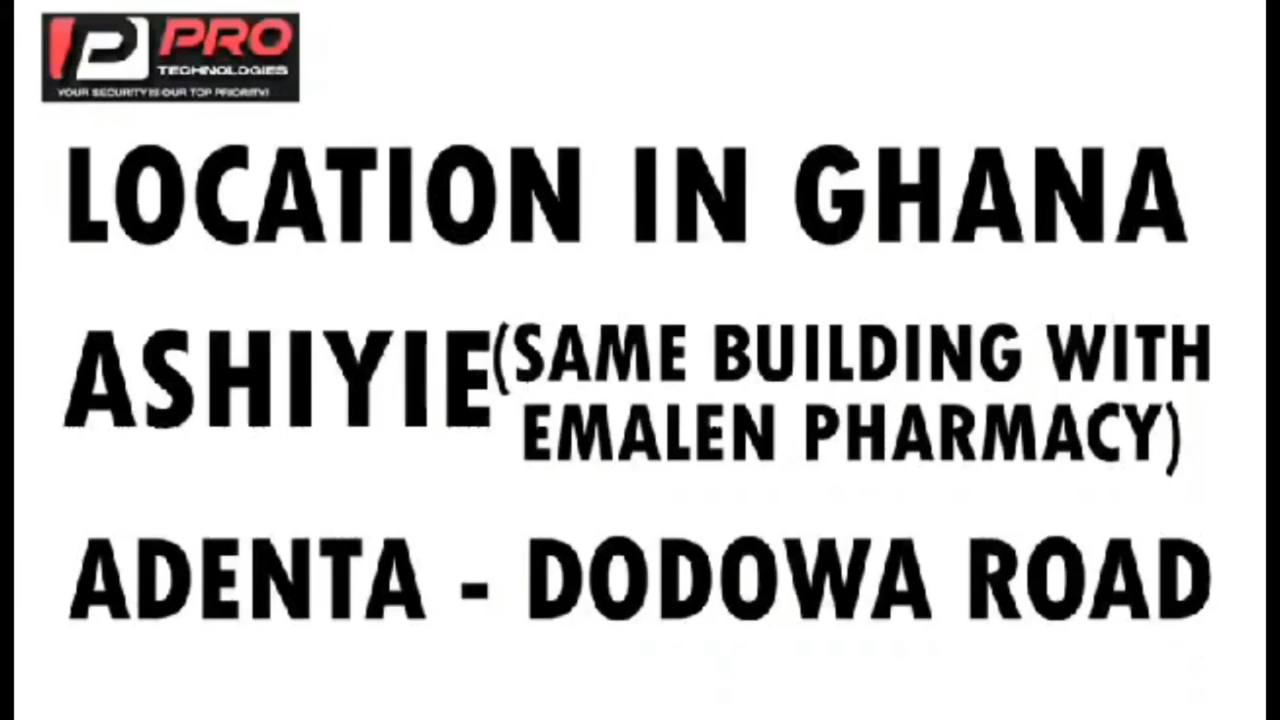 PRO
TECHNOLOGIES
YOUR SECURITY IS OUR TOP PRIORITY!
LOCATION IN GHANA
ASHIYIE (SAME BUILDING WITH
EMALEN PHARMACY)
ADENTA - DODOWA ROAD